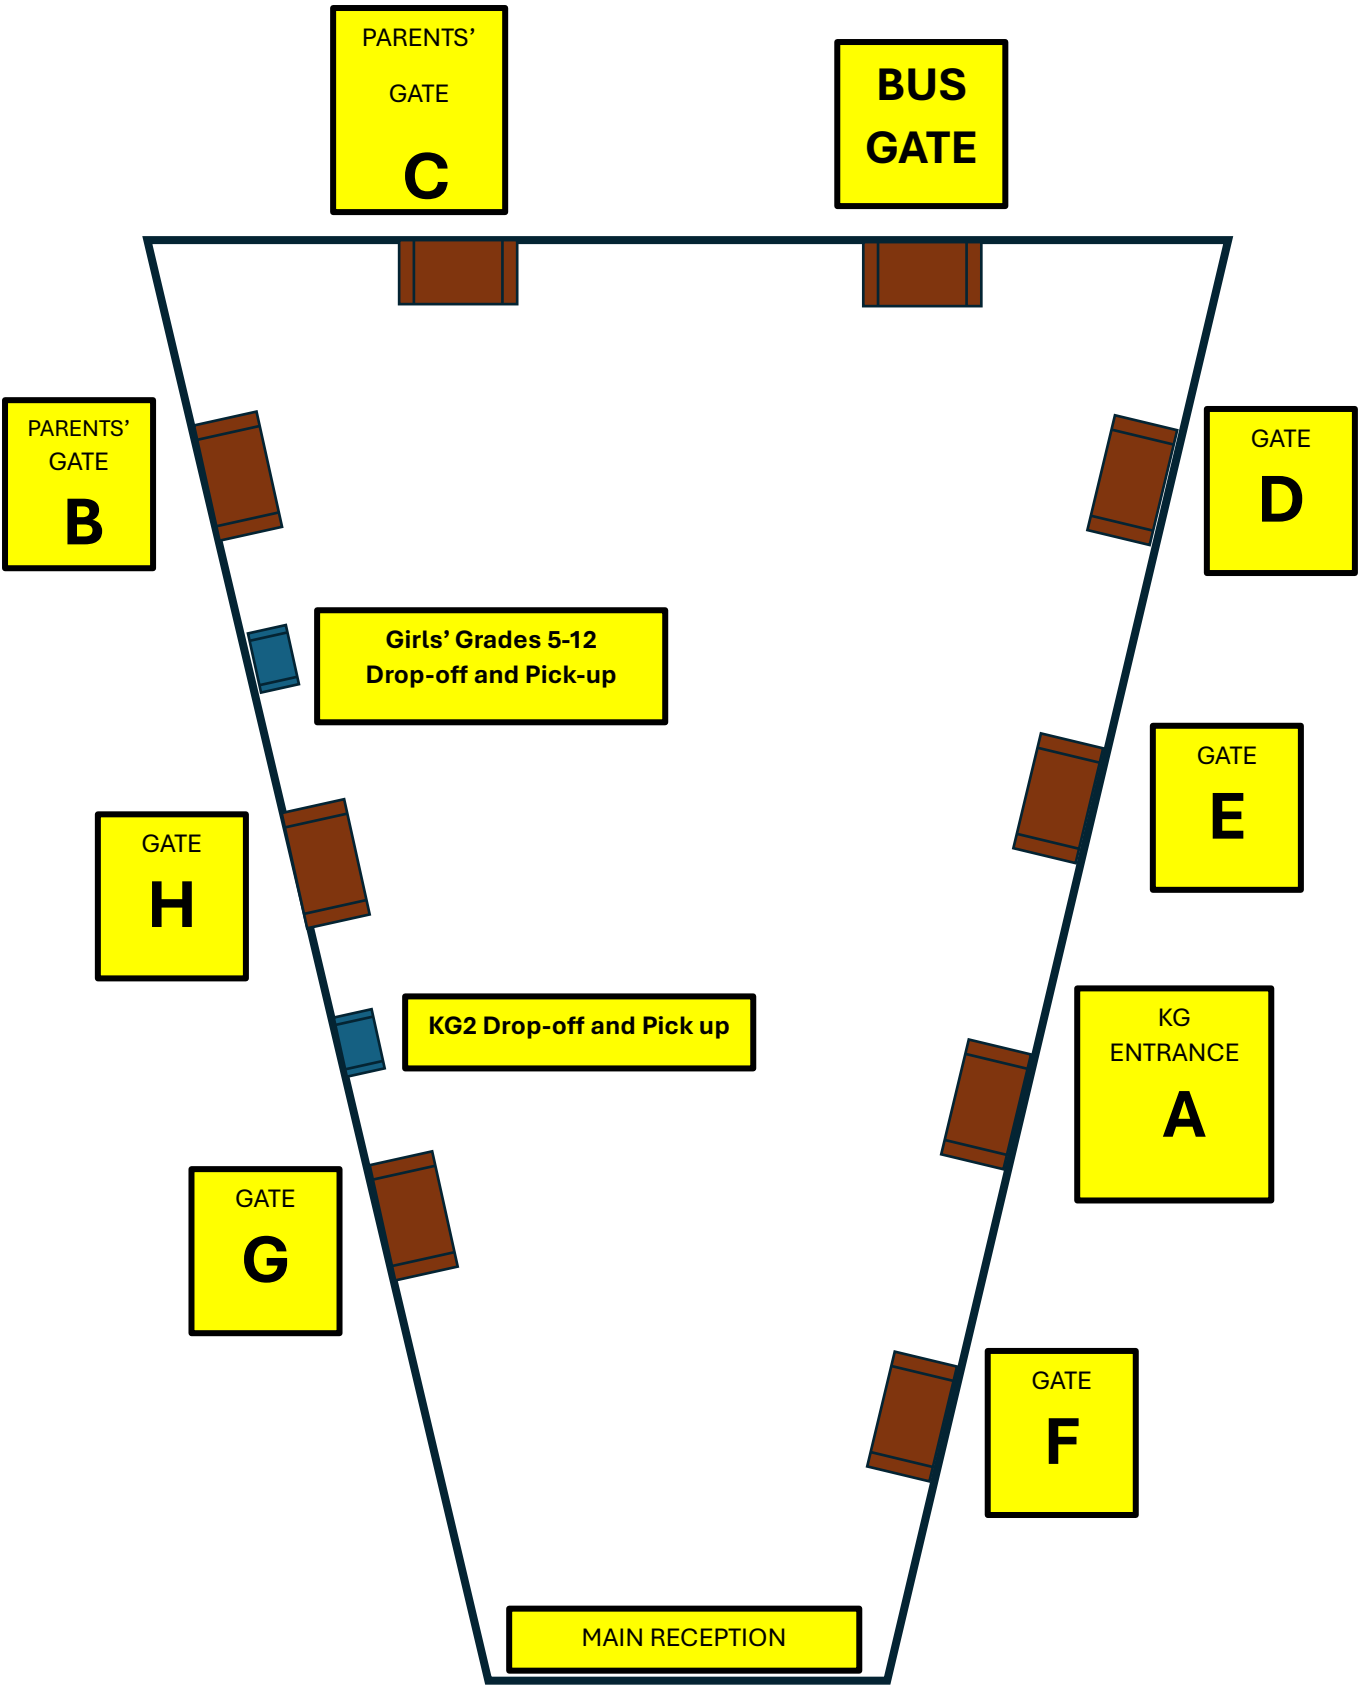 PARENTS’
GATE
C
BUS
GATE
PARENTS’
GATE
B
GATE
D
Girls’ Grades 5-12
Drop-off and Pick-up
GATE
E
GATE
H
KG2 Drop-off and Pick up
KG
ENTRANCE
A
GATE
G
GATE
F
MAIN RECEPTION